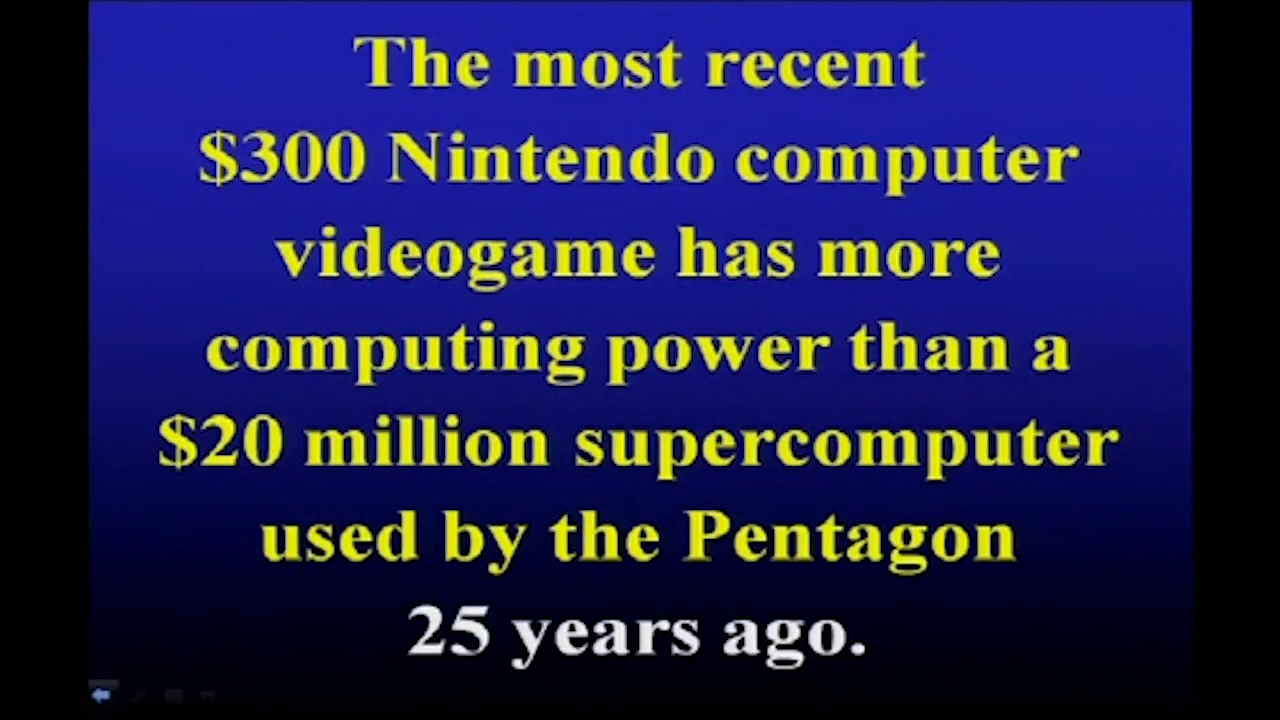 The most recent
$300 Nintendo computer
videogame has more
computing power than a
$20 million supercomputer
used by the Pentagon
25 years ago.